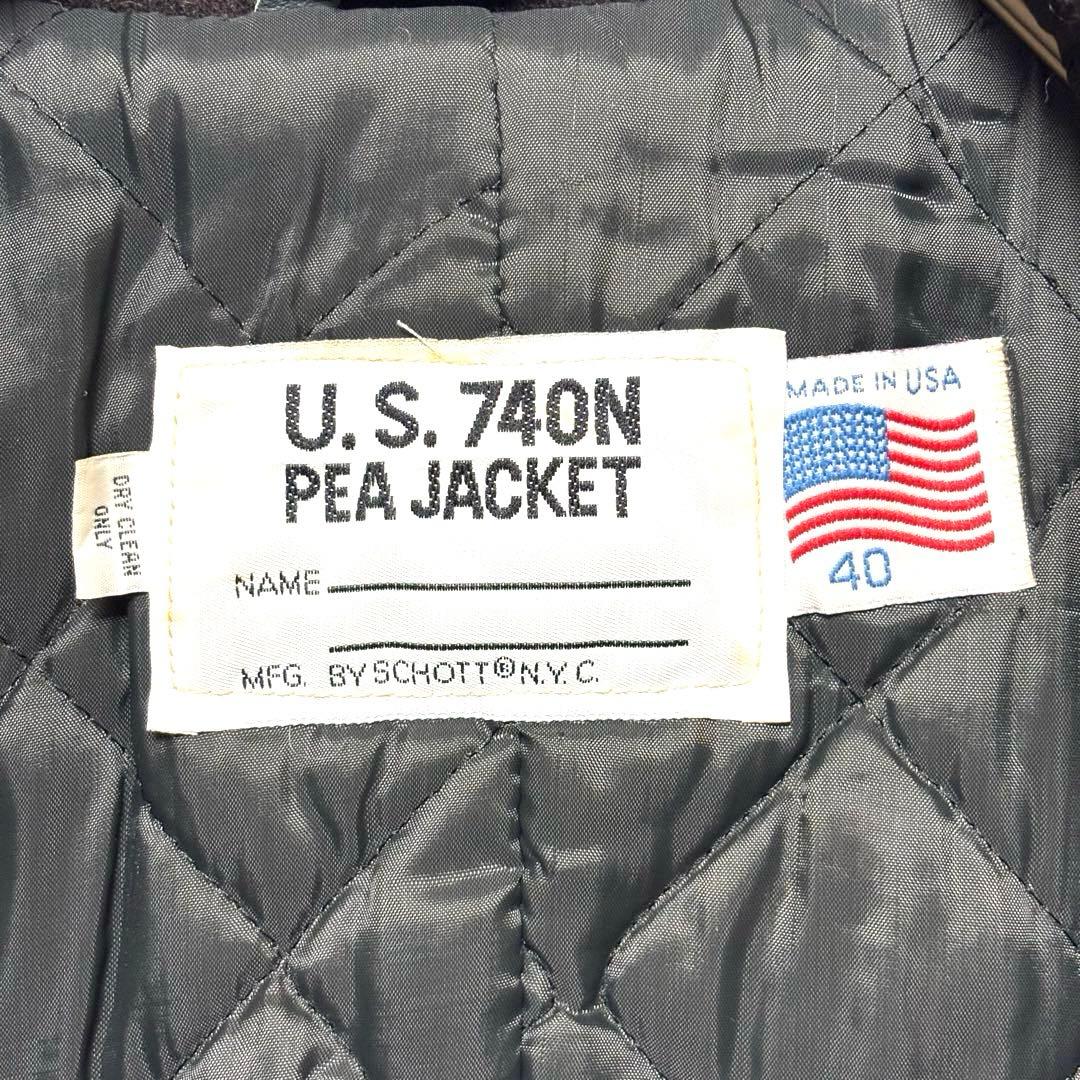 U.S. 740N
PEA JACKET
NAME
MFG. BY SCHOTT® N.Y.C.
MADE IN USA
40
DRY CLEAN
ONLY